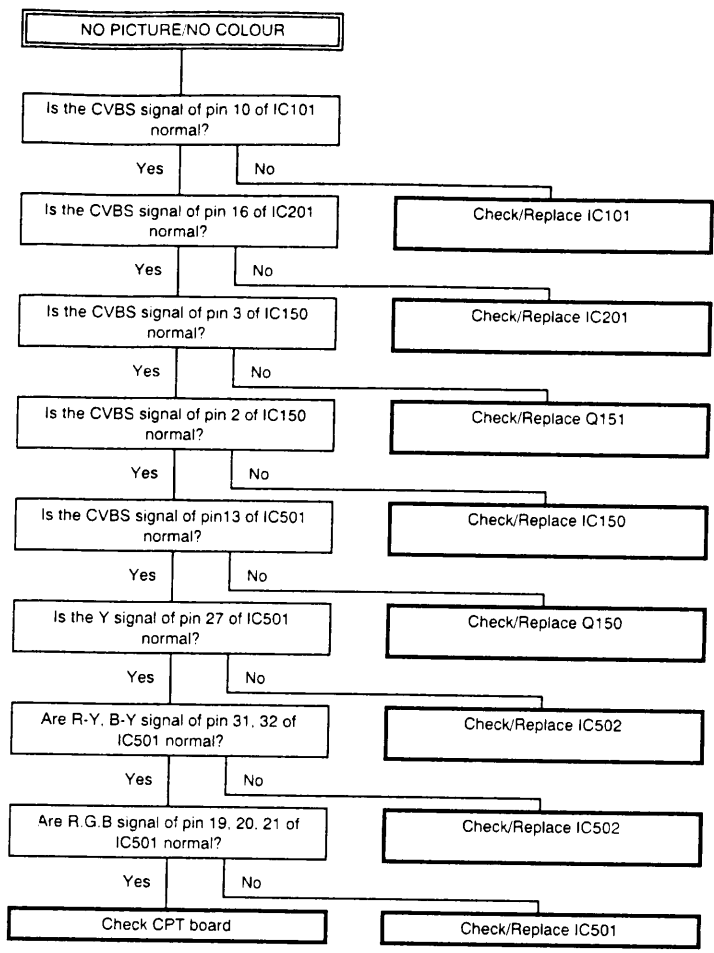 NO PICTURE/NO COLOUR
Is the CVBS signal of pin 10 of IC101
normal?
Yes
No
Check/Replace IC101
Is the CVBS signal of pin 16 of IC201
normal?
Yes
No
Check/Replace IC201
Is the CVBS signal of pin 3 of IC150
normal?
Yes
No
Check/Replace Q151
Is the CVBS signal of pin 2 of IC150
normal?
Yes
No
Check/Replace IC150
Is the CVBS signal of pin13 of IC501
normal?
Yes
No
Check/Replace Q150
Is the Y signal of pin 27 of IC501
normal?
Yes
No
Check/Replace IC502
Are R-Y, B-Y signal of pin 31, 32 of
IC501 normal?
Yes
No
Check/Replace IC502
Are R.G.B signal of pin 19, 20, 21 of
IC501 normal?
Yes
No
Check CPT board
Check/Replace IC501